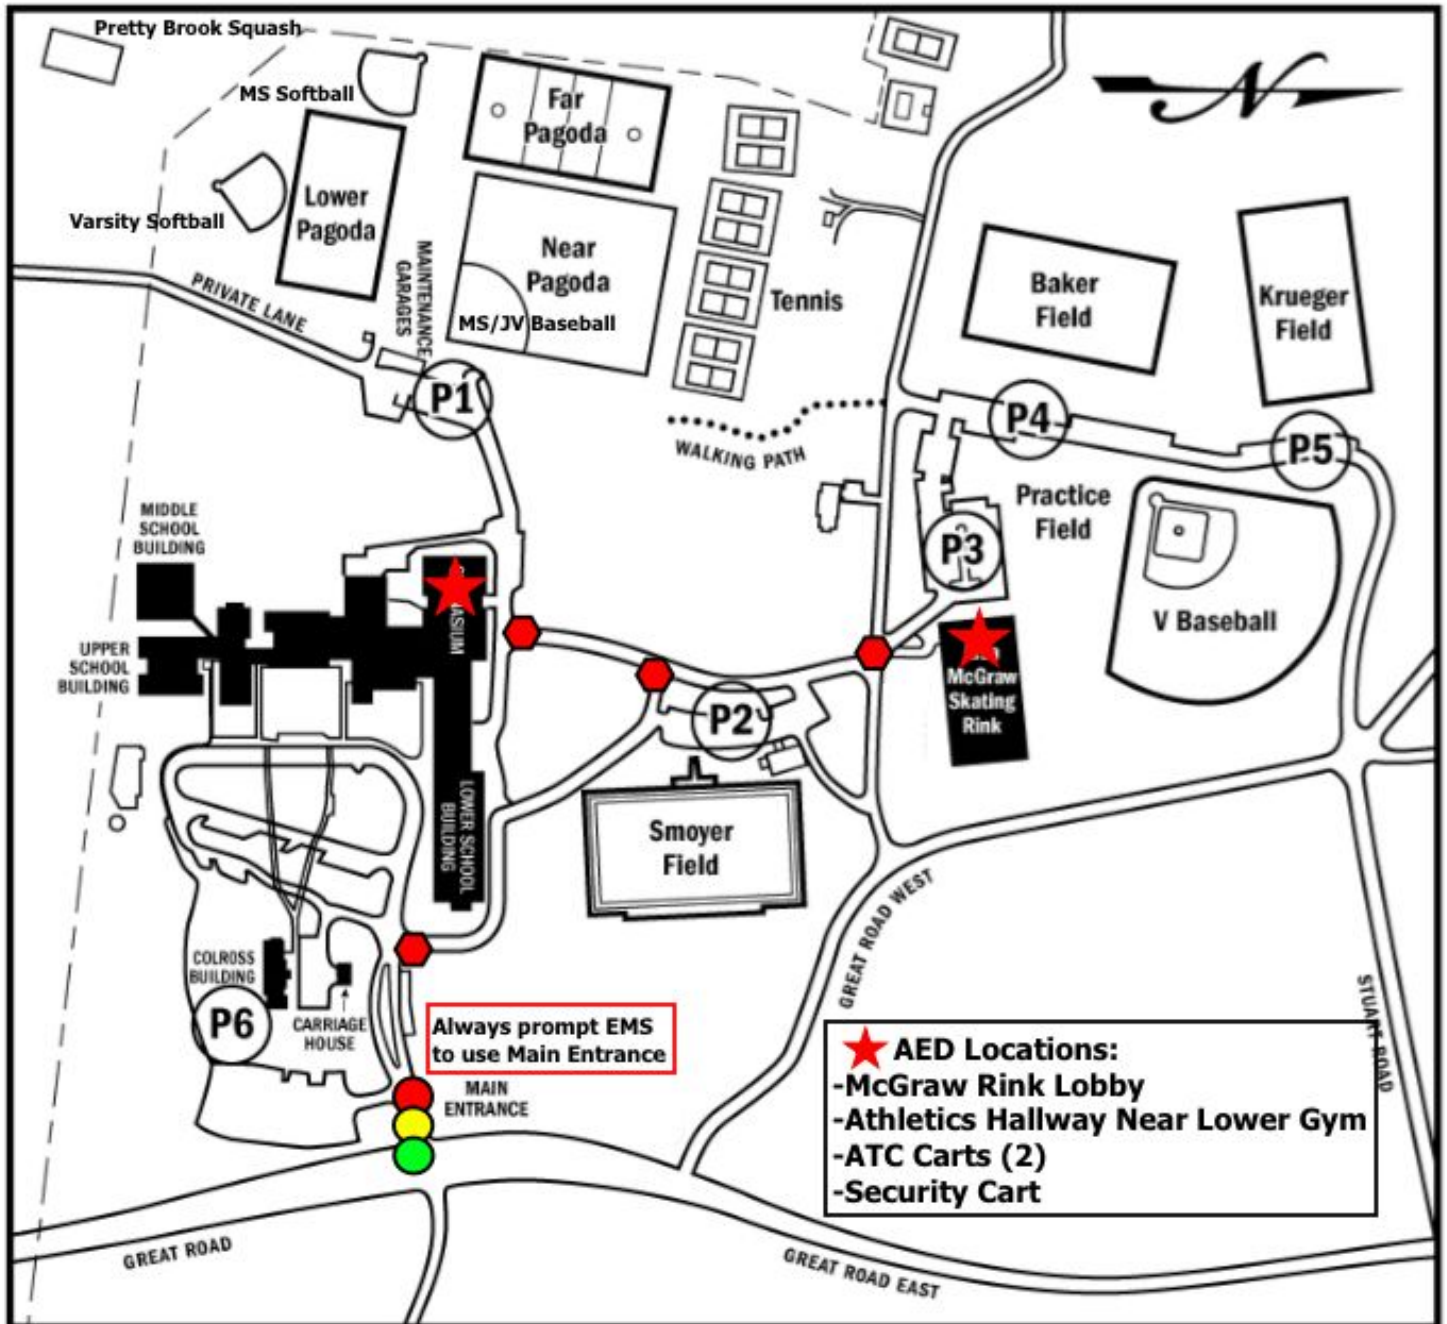 Pretty Brook Squash
MS Softball
Far
Pagoda
N
Lower
Pagoda
Varsity Softball
MAINTENANCE
GARAGES
Near
Pagoda
MS/JV Baseball
Tennis
Baker
Field
Krueger
Field
PRIVATE LANE
P1
P4
P5
WALKING PATH
Practice
Field
MIDDLE
SCHOOL
BUILDING
P3
V Baseball
UPPER
SCHOOL
BUILDING
McGraw
Skating
Rink
P2
LOWER SCHOOL
BUILDING
Smoyer
Field
GREAT ROAD WEST
COLROSS
BUILDING
P6
CARRIAGE
HOUSE
Always prompt EMS
to use Main Entrance
MAIN
ENTRANCE
STUART ROAD
AED Locations:
-McGraw Rink Lobby
-Athletics Hallway Near Lower Gym
-ATC Carts (2)
-Security Cart
GREAT ROAD
GREAT ROAD EAST